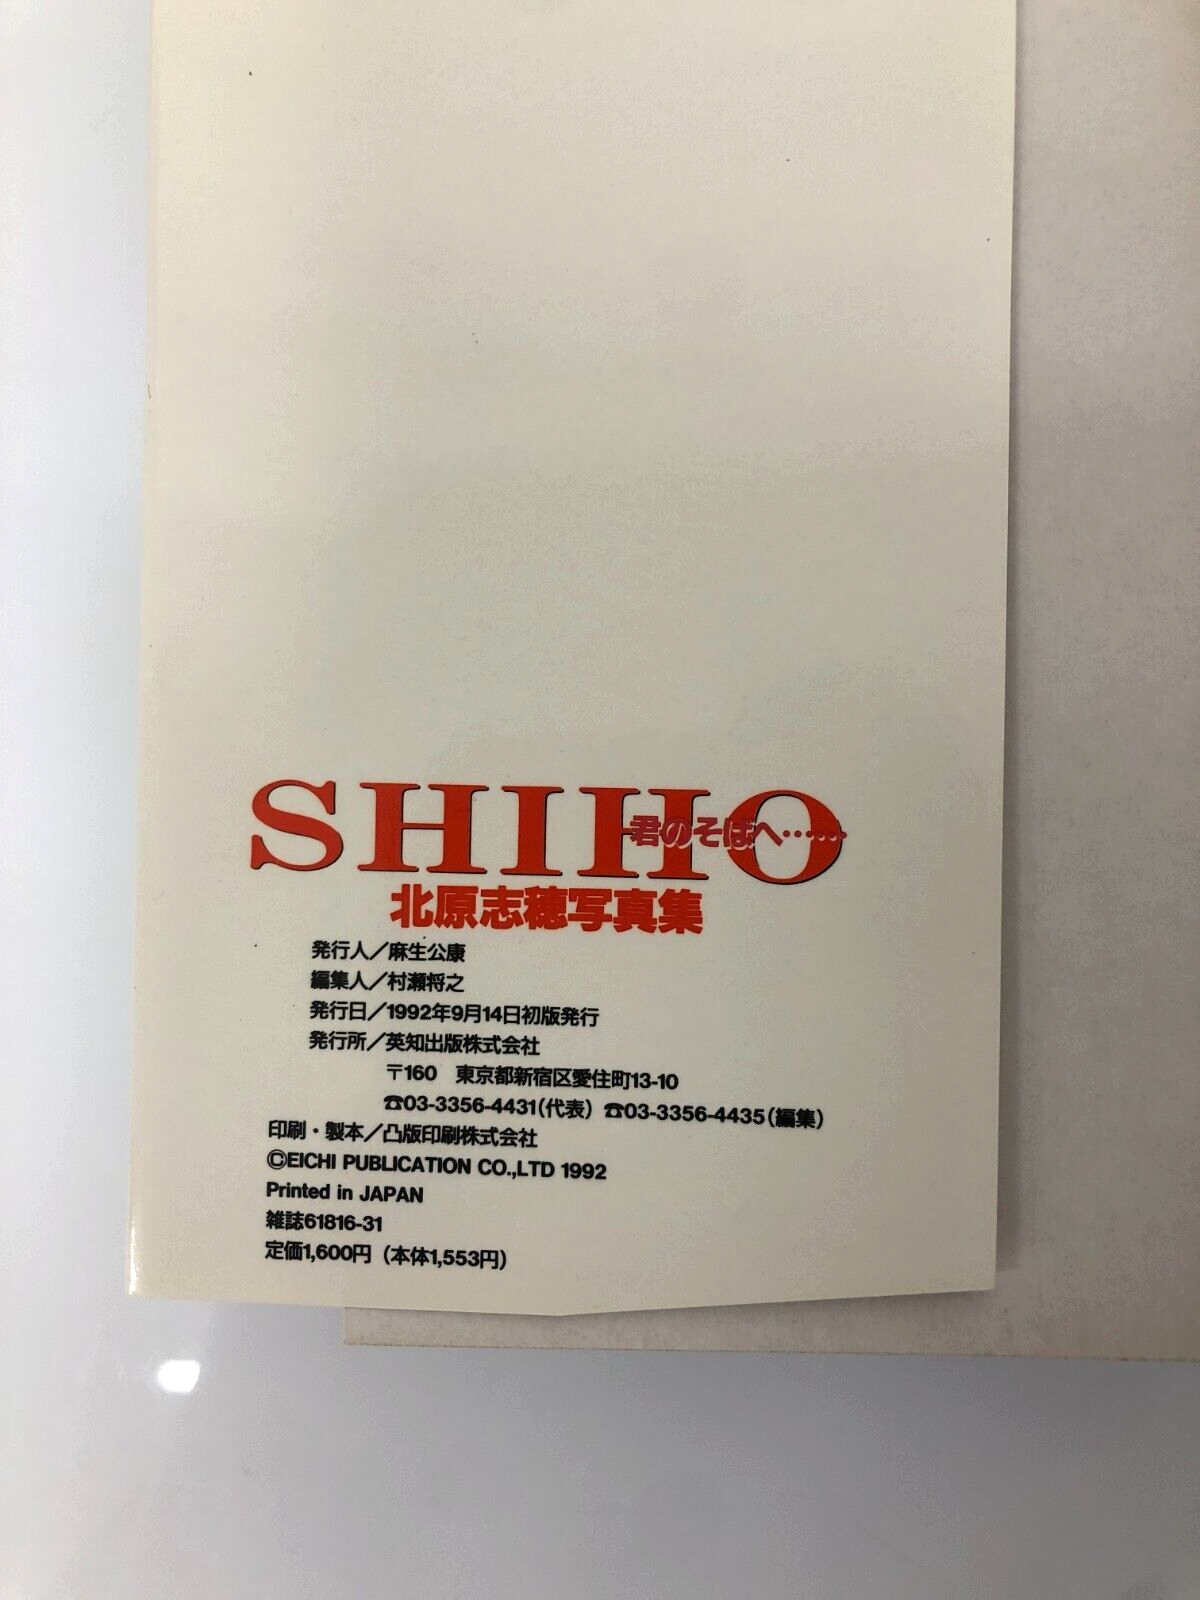 SHIHO
君のそばへ……
北原志穂写真集
発行人／麻生公康
編集人／村瀬将之
発行日／1992年9月14日初版発行
発行所／英知出版株式会社
〒160 東京都新宿区愛住町13-10
☎03-3356-4431(代表) ☎03-3356-4435(編集)
印刷・製本／凸版印刷株式会社
©EICHI PUBLICATION CO.,LTD 1992
Printed in JAPAN
雑誌61816-31
定価1,600円(本体1,553円)